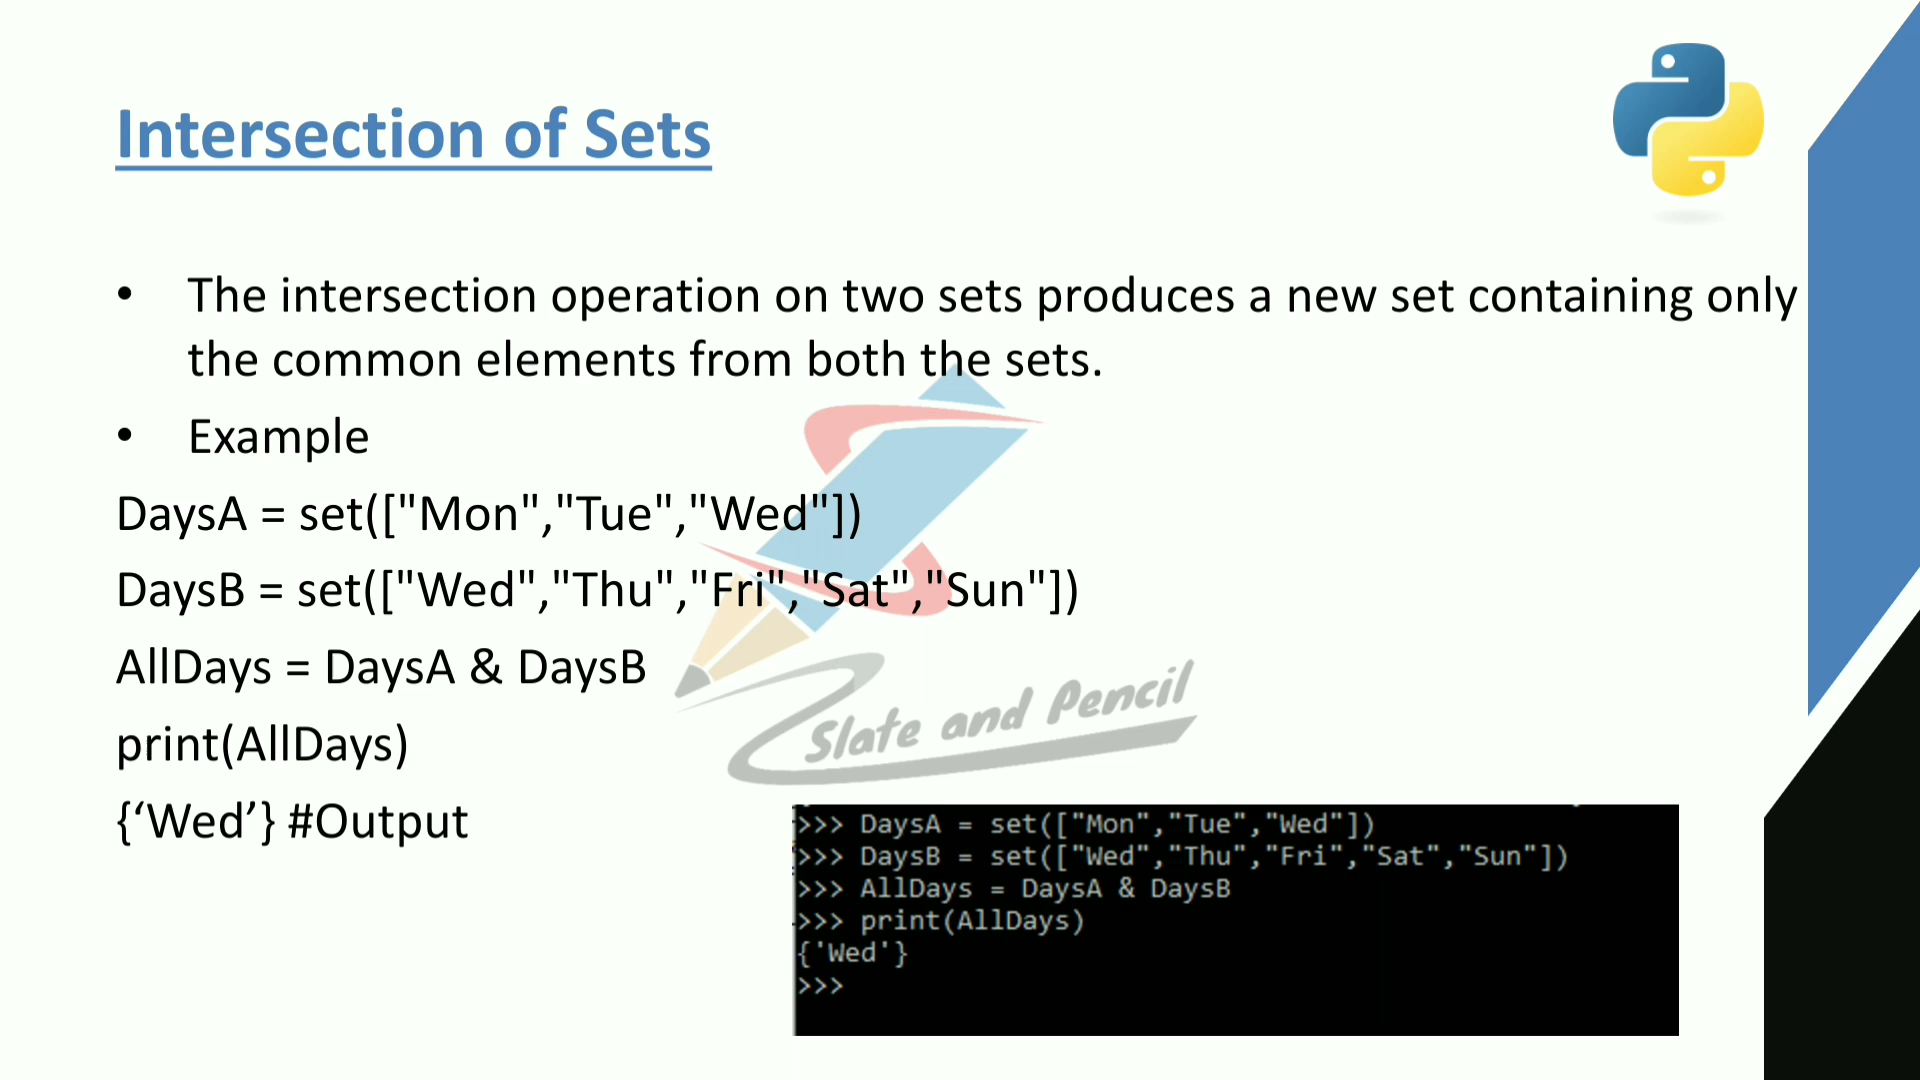 Intersection of Sets
• The intersection operation on two sets produces a new set containing only
the common elements from both the sets.
• Example
DaysA = set(["Mon","Tue","Wed"])
DaysB = set(["Wed","Thu","Fri","Sat","Sun"])
AllDays = DaysA & DaysB
print(AllDays)
{‘Wed’} #Output
Slate and Pencil
>>> DaysA = set(["Mon","Tue","Wed"])
>>> DaysB = set(["Wed","Thu","Fri","Sat","Sun"])
>>> AllDays = DaysA & DaysB
>>> print(AllDays)
{'Wed'}
>>>